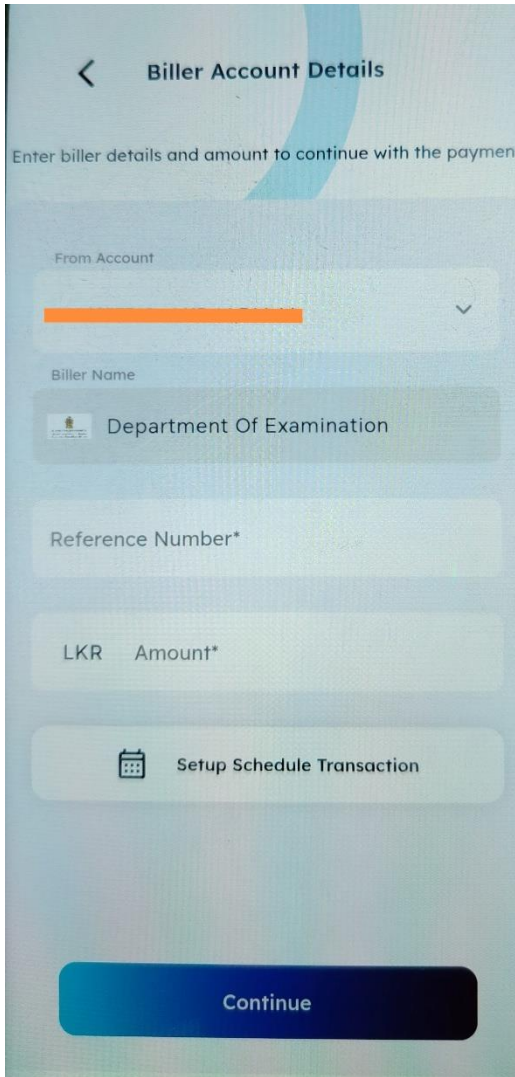 Biller Account Details
Enter biller details and amount to continue with the paymen
From Account
Biller Name
Department Of Examination
Reference Number*
LKR Amount*
Setup Schedule Transaction
Continue